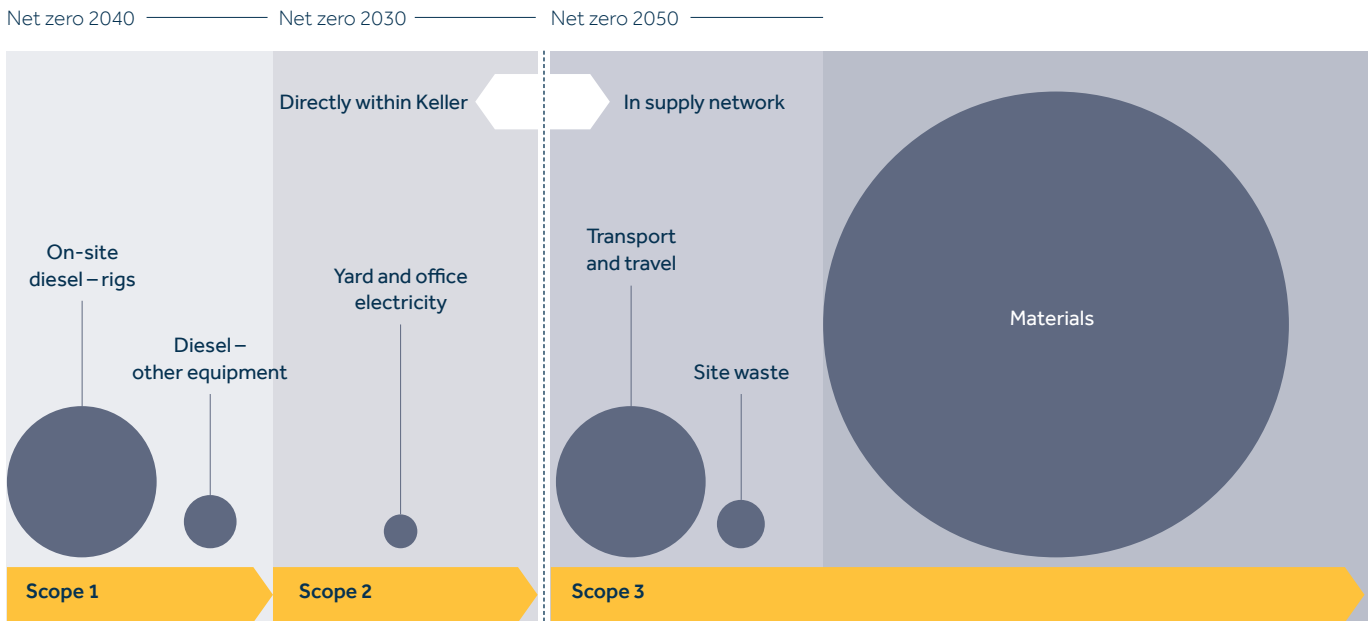 Net zero 2040
Net zero 2030
Net zero 2050
Directly within Keller
In supply network
On-site
diesel – rigs
Diesel –
other equipment
Yard and office
electricity
Transport
and travel
Site waste
Materials
Scope 1
Scope 2
Scope 3